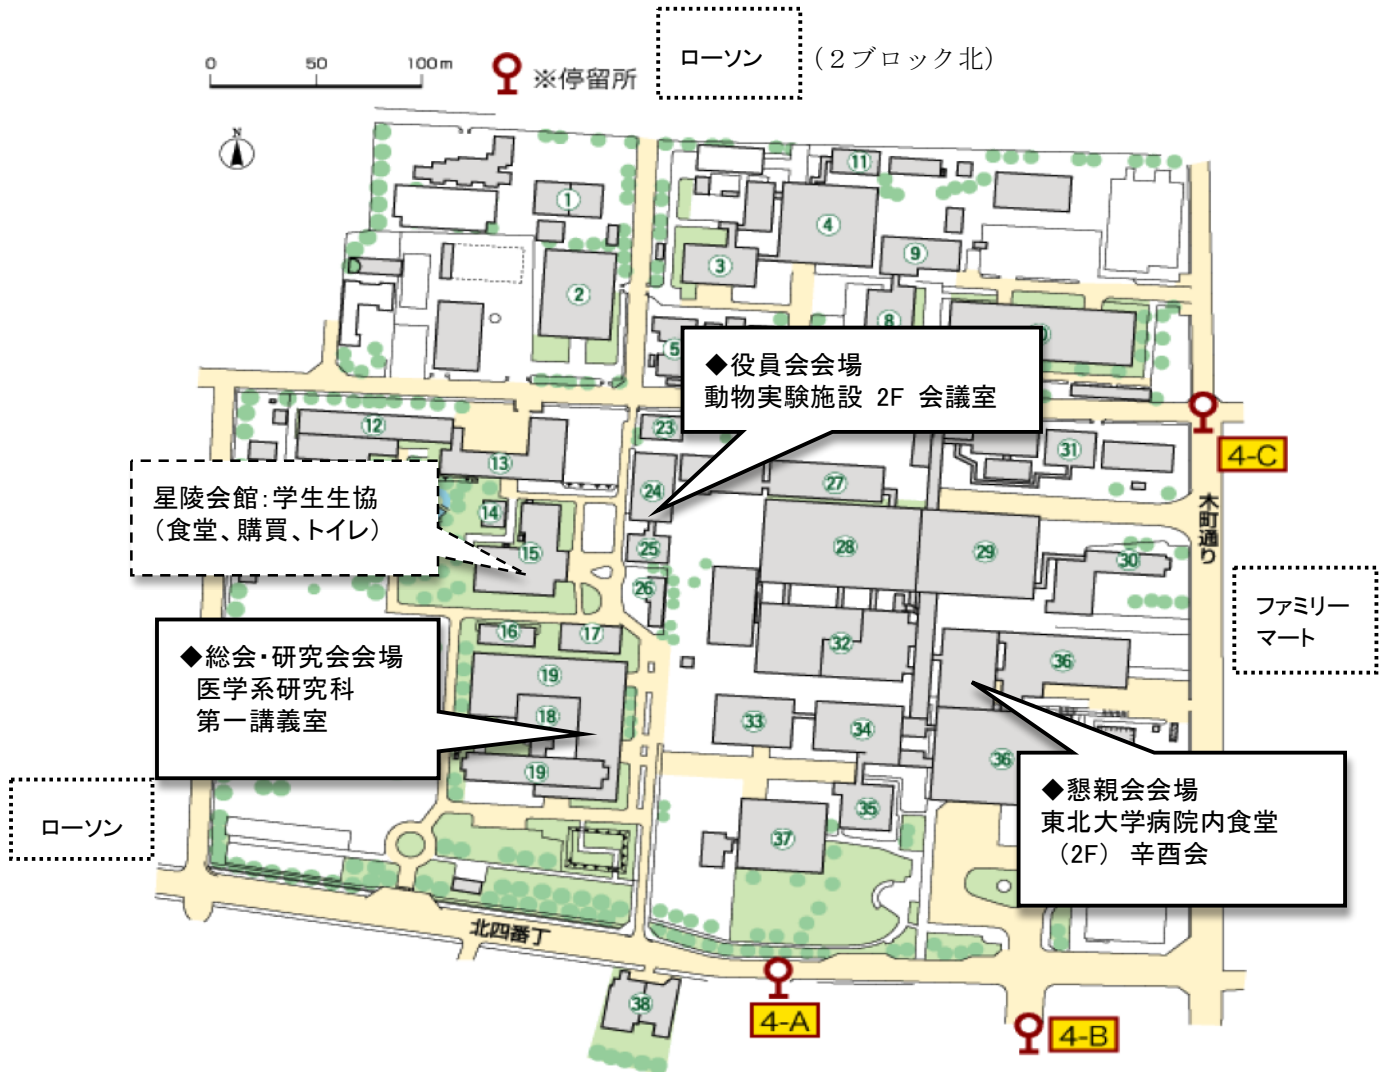 0 50 100m
※停留所
ローソン
(２ブロック北)
N
11
1
4
9
3
2
8
5
◆役員会会場
動物実験施設 2F 会議室
12
23
13
31
4-C
24
27
木町通り
星陵会館：学生生協
（食堂、購買、トイレ）
14
15
25
28
29
30
26
ファミリー
マート
16
17
32
36
◆総会・研究会会場
医学系研究科
第一講義室
19
18
19
33
34
36
◆懇親会会場
東北大学病院内食堂
（2F） 辛酉会
35
37
ローソン
北四番丁
38
4-A
4-B